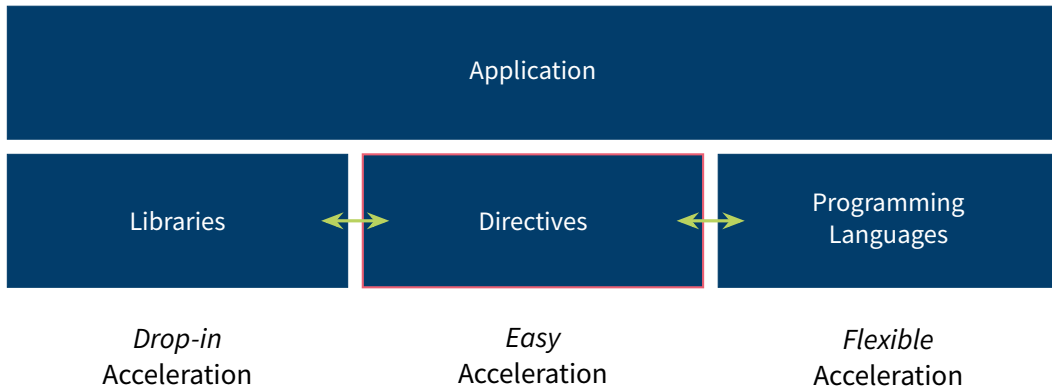 Application
Libraries
Directives
Programming
Languages
Drop-in
Acceleration
Easy
Acceleration
Flexible
Acceleration